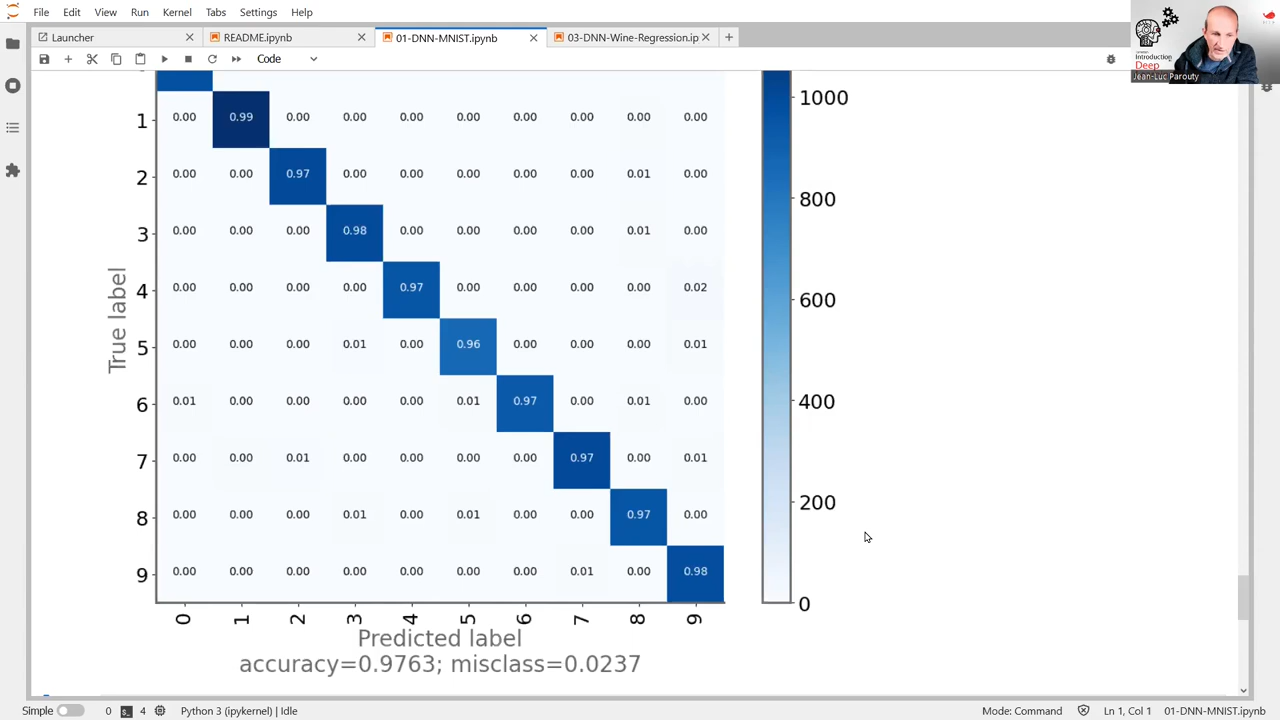 File Edit View Run Kernel Tabs Settings Help
Launcher README.ipynb 01-DNN-MNIST.ipynb 03-DNN-Wine-Regression.ip
Code
Introduction
Deep
Jean-Luc Parouty
1 0.00 0.99 0.00 0.00 0.00 0.00 0.00 0.00 0.00 0.00
2 0.00 0.00 0.97 0.00 0.00 0.00 0.00 0.00 0.01 0.00
3 0.00 0.00 0.00 0.98 0.00 0.00 0.00 0.00 0.01 0.00
4 0.00 0.00 0.00 0.00 0.97 0.00 0.00 0.00 0.00 0.02
5 0.00 0.00 0.00 0.01 0.00 0.96 0.00 0.00 0.00 0.01
6 0.01 0.00 0.00 0.00 0.00 0.01 0.97 0.00 0.01 0.00
7 0.00 0.00 0.01 0.00 0.00 0.00 0.00 0.97 0.00 0.01
8 0.00 0.00 0.00 0.01 0.00 0.01 0.00 0.00 0.97 0.00
9 0.00 0.00 0.00 0.00 0.00 0.00 0.00 0.01 0.00 0.98
True label
0 1 2 3 4 5 6 7 8 9
Predicted label
accuracy=0.9763; misclass=0.0237
1000
800
600
400
200
0
Simple 0 4 Python 3 (ipykernel) | Idle Mode: Command Ln 1, Col 1 01-DNN-MNIST.ipynb